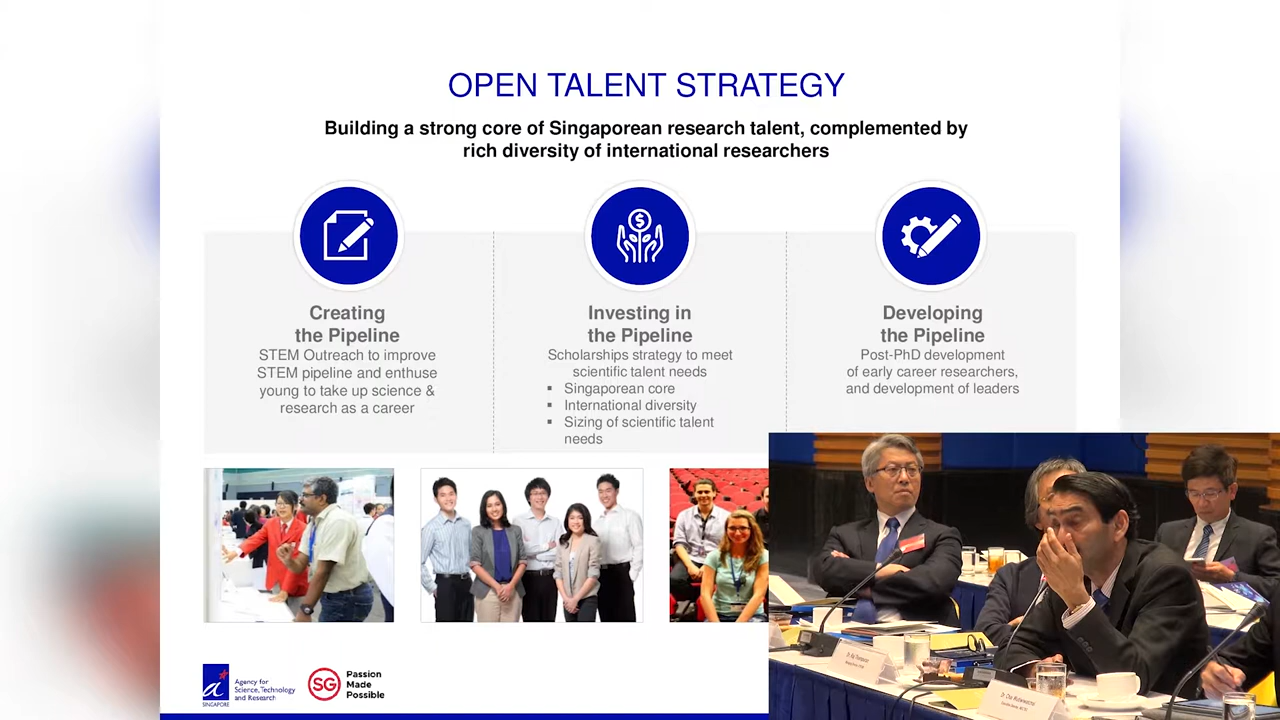 OPEN TALENT STRATEGY
Building a strong core of Singaporean research talent, complemented by
rich diversity of international researchers
Creating
the Pipeline
STEM Outreach to improve
STEM pipeline and enthuse
young to take up science &
research as a career
Investing in
the Pipeline
Scholarships strategy to meet
scientific talent needs
▪ Singaporean core
▪ International diversity
▪ Sizing of scientific talent
needs
Developing
the Pipeline
Post-PhD development
of early career researchers,
and development of leaders
Agency for
Science, Technology
and Research
SINGAPORE
SG
Passion
Made
Possible